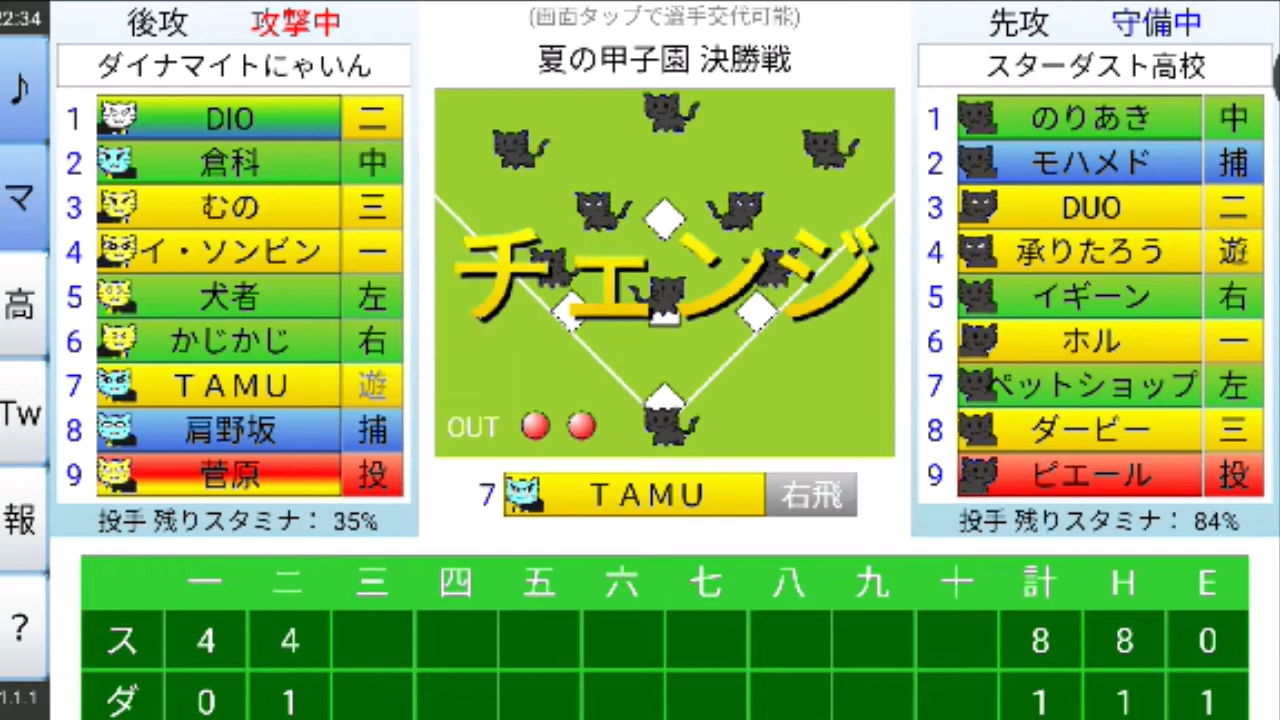 22:34
♪
マ
高
Tw
報
?
1.1.1
後攻 攻撃中
ダイナマイトにゃいん
1 DIO 二
2 倉科 中
3 むの 三
4 イ・ソンビン 一
5 犬者 左
6 かじかじ 右
7 TAMU 遊
8 肩野坂 捕
9 菅原 投
投手 残りスタミナ: 35%
(画面タップで選手交代可能)
夏の甲子園 決勝戦
チェンジ
OUT
7 TAMU 右飛
先攻 守備中
スターダスト高校
1 のりあき 中
2 モハメド 捕
3 DUO 二
4 承りたろう 遊
5 イギーン 右
6 ホル 一
7 ペットショップ 左
8 ダービー 三
9 ピエール 投
投手 残りスタミナ: 84%
一 二 三 四 五 六 七 八 九 十 計 H E
ス 4 4 8 8 0
ダ 0 1 1 1 1